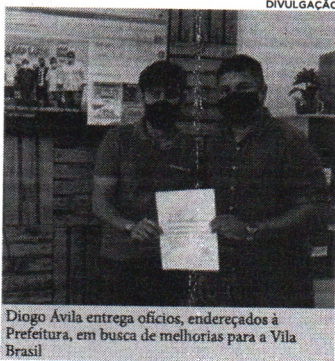 DIVULGAÇÃO
Diogo Ávila entrega ofícios, endereçados à
Prefeitura, em busca de melhorias para a Vila
Brasil